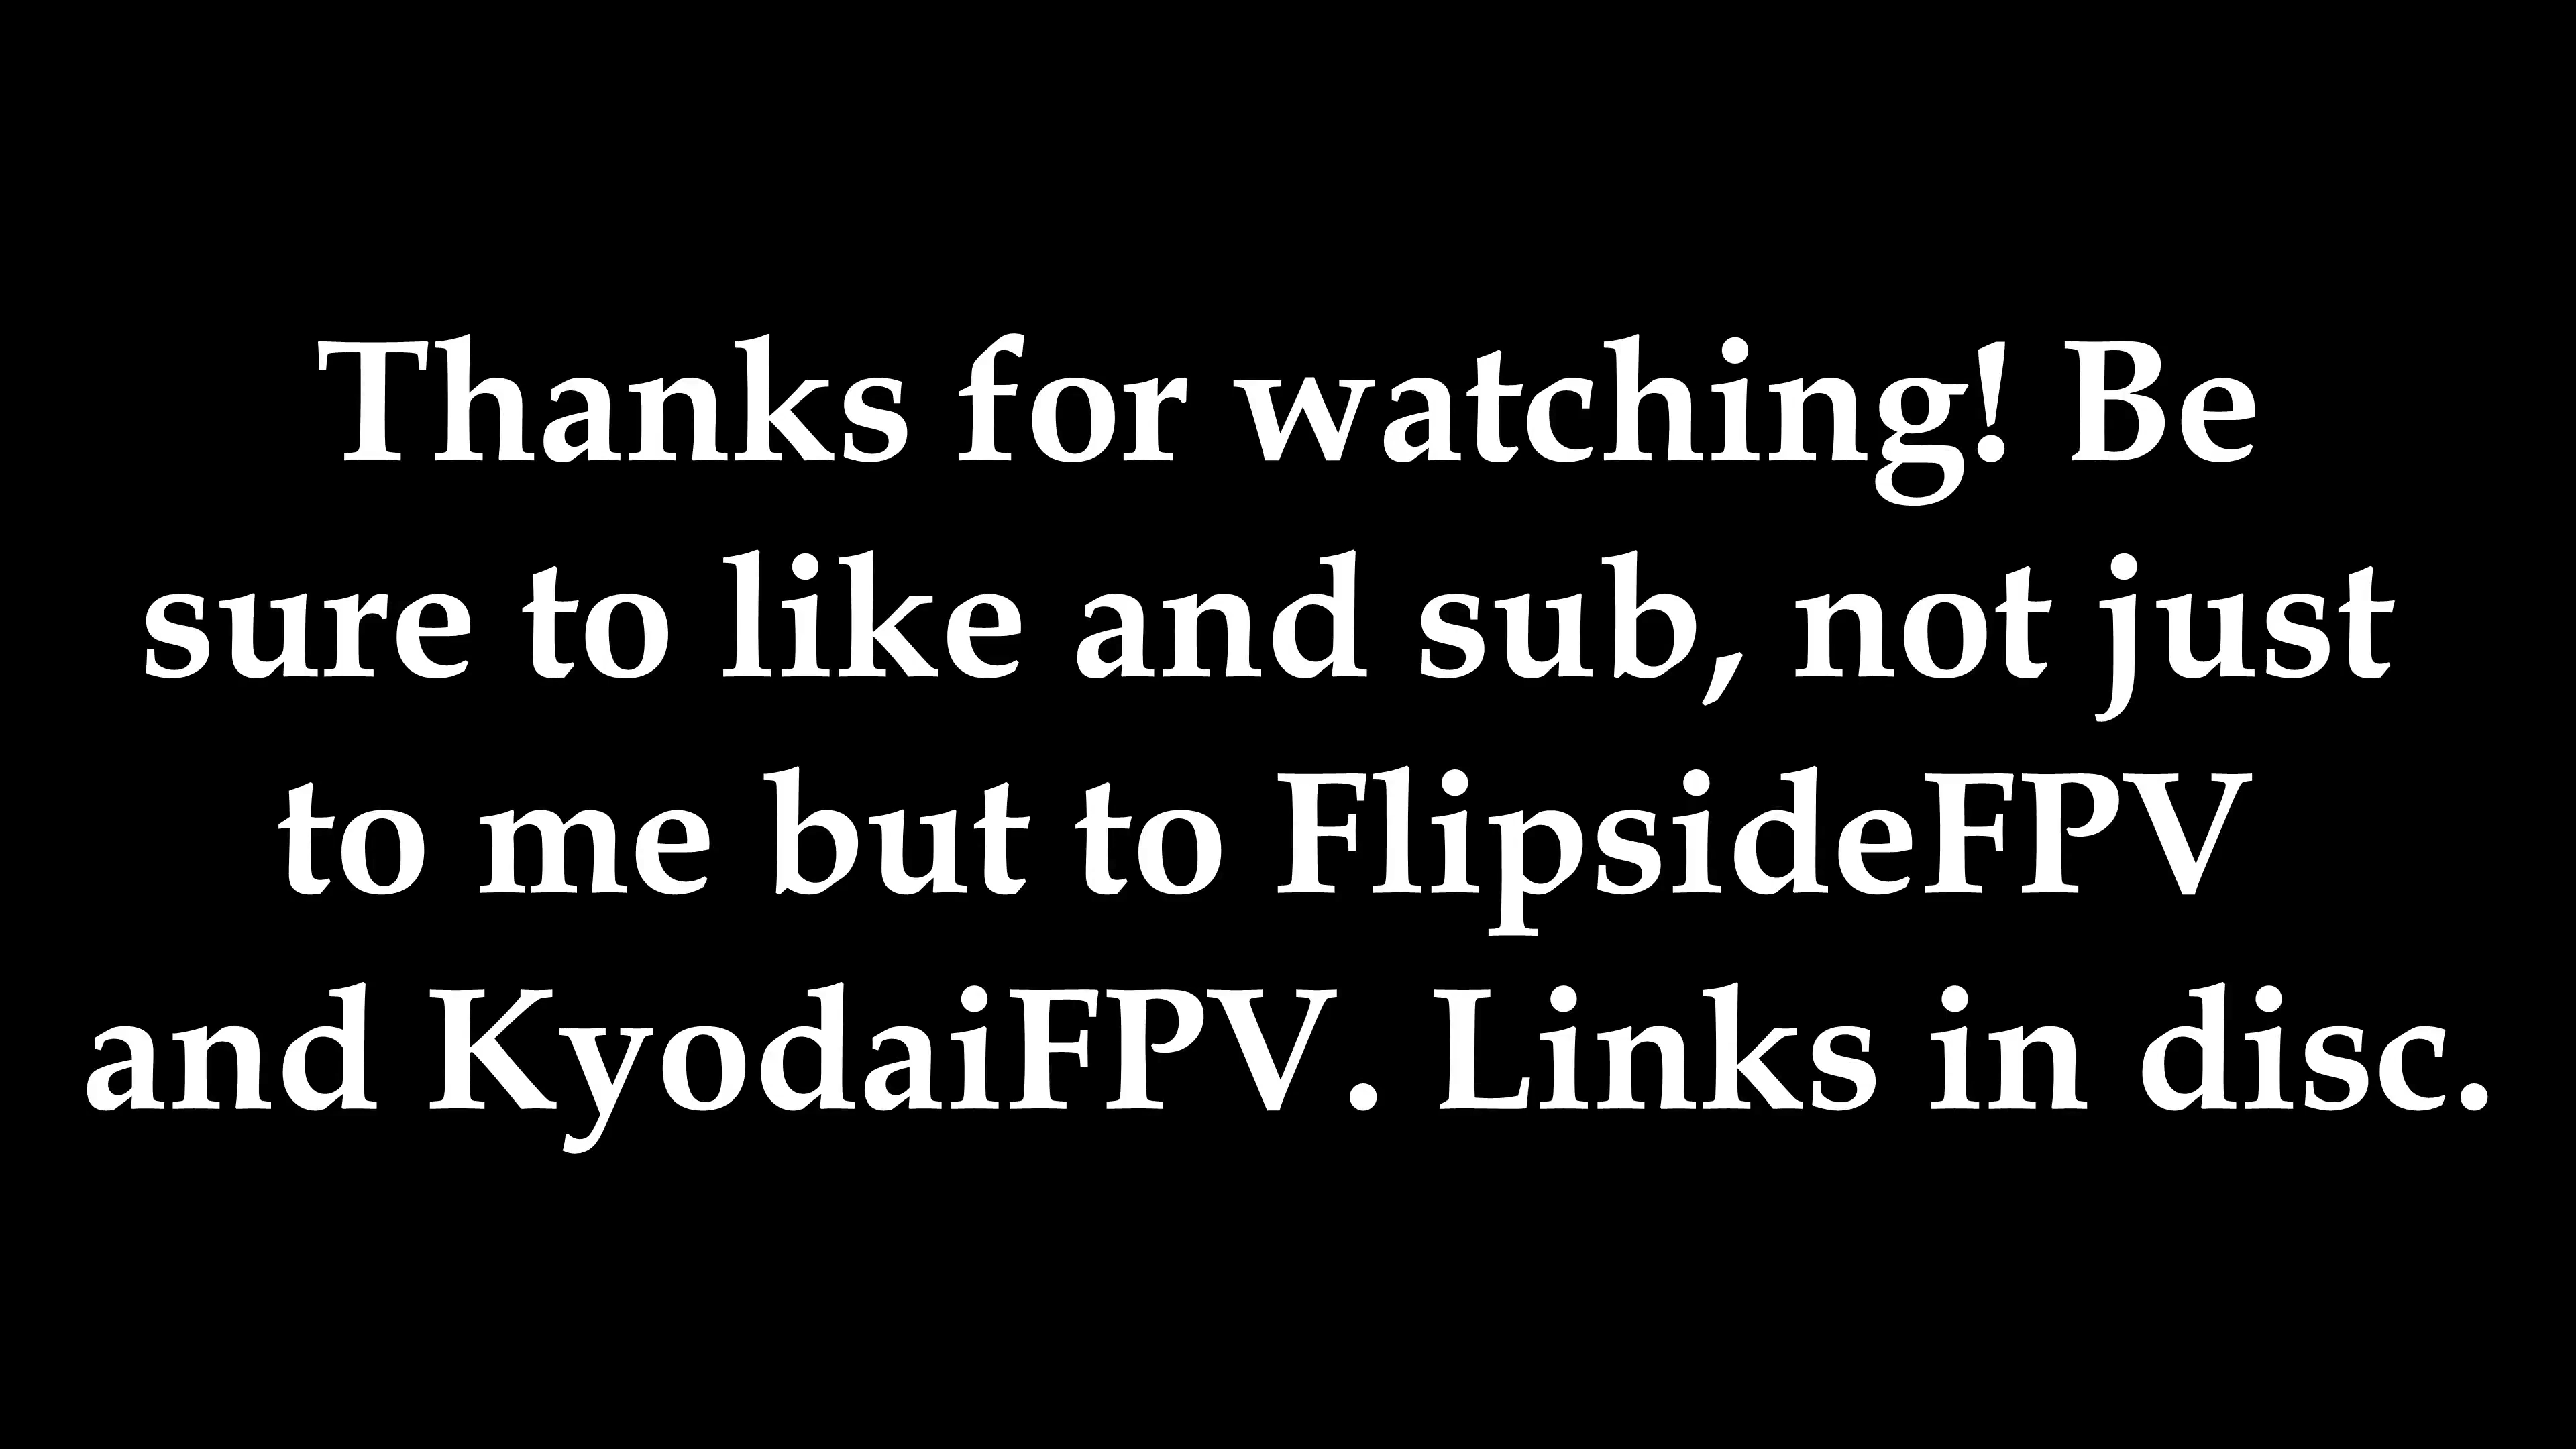 Thanks for watching! Be
sure to like and sub, not just
to me but to FlipsideFPV
and KyodaiFPV. Links in disc.